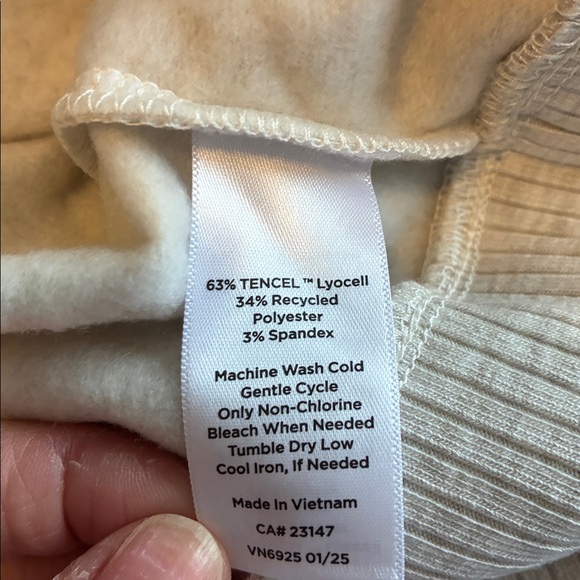 63% TENCEL™ Lyocell
34% Recycled
Polyester
3% Spandex
Machine Wash Cold
Gentle Cycle
Only Non-Chlorine
Bleach When Needed
Tumble Dry Low
Cool Iron, If Needed
Made In Vietnam
CA# 23147
VN6925 01/25